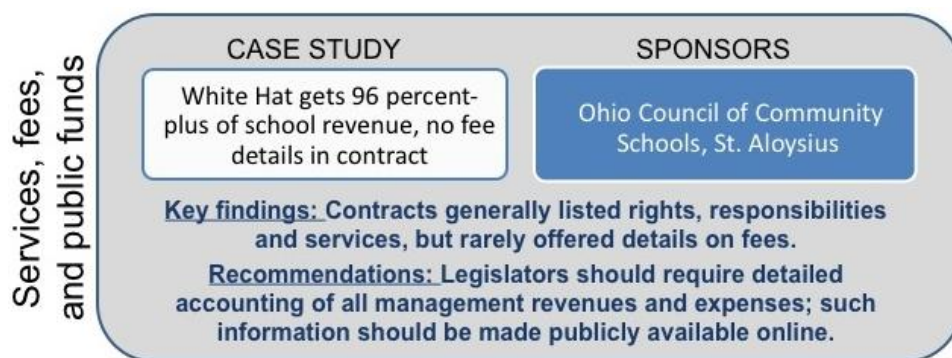 Services, fees,
and public funds
CASE STUDY
White Hat gets 96 percent-
plus of school revenue, no fee
details in contract
SPONSORS
Ohio Council of Community
Schools, St. Aloysius
Key findings: Contracts generally listed rights, responsibilities
and services, but rarely offered details on fees.
Recommendations: Legislators should require detailed
accounting of all management revenues and expenses; such
information should be made publicly available online.